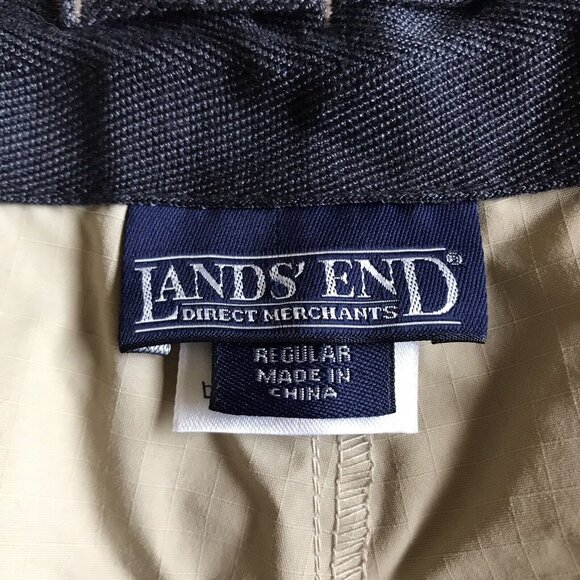 LANDS' END®
DIRECT MERCHANTS
REGULAR
MADE IN
CHINA